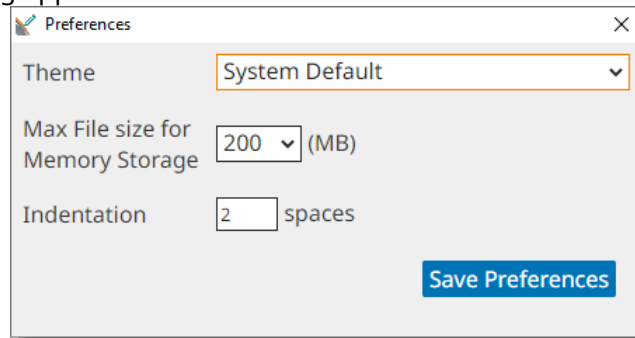 Preferences
Theme System Default
Max File size for
Memory Storage 200 (MB)
Indentation 2 spaces
Save Preferences